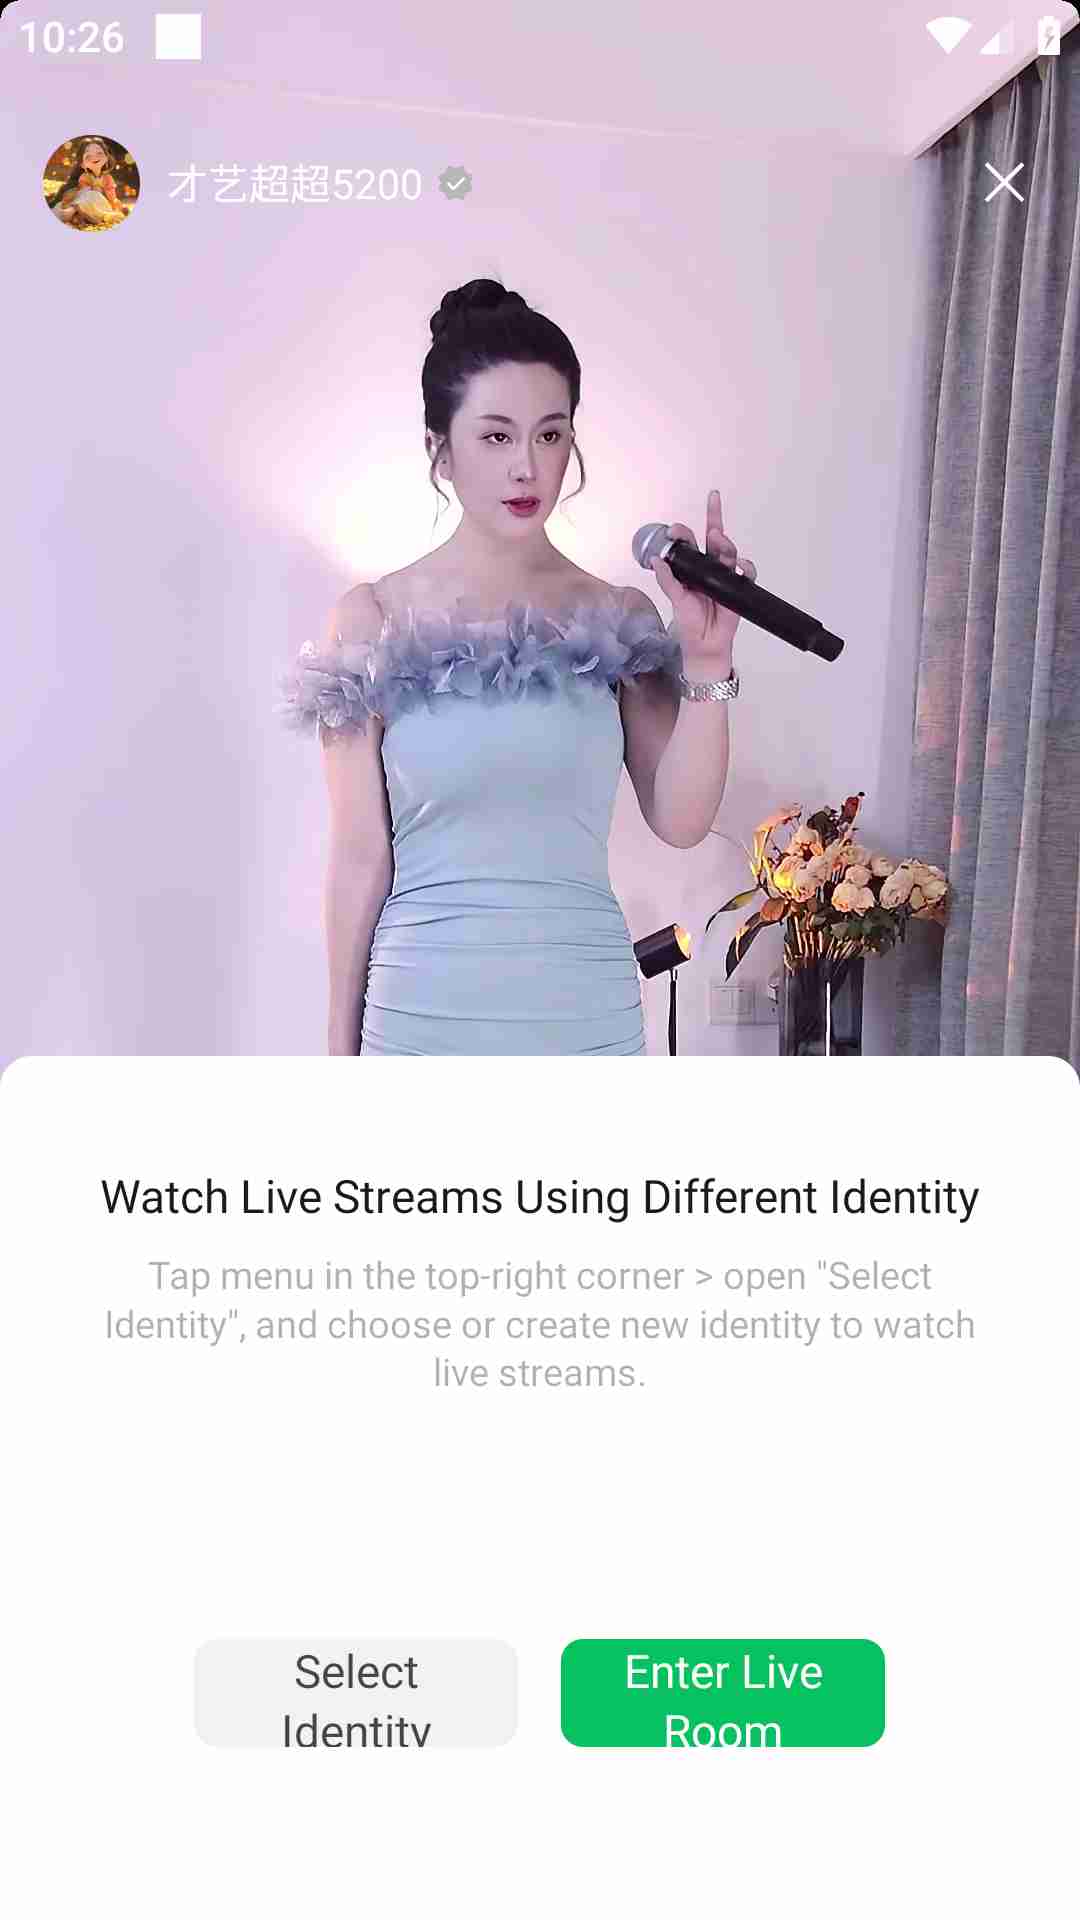 10:26
才艺超超5200
Watch Live Streams Using Different Identity
Tap menu in the top-right corner > open "Select
Identity", and choose or create new identity to watch
live streams.
Select
Identity
Enter Live
Room